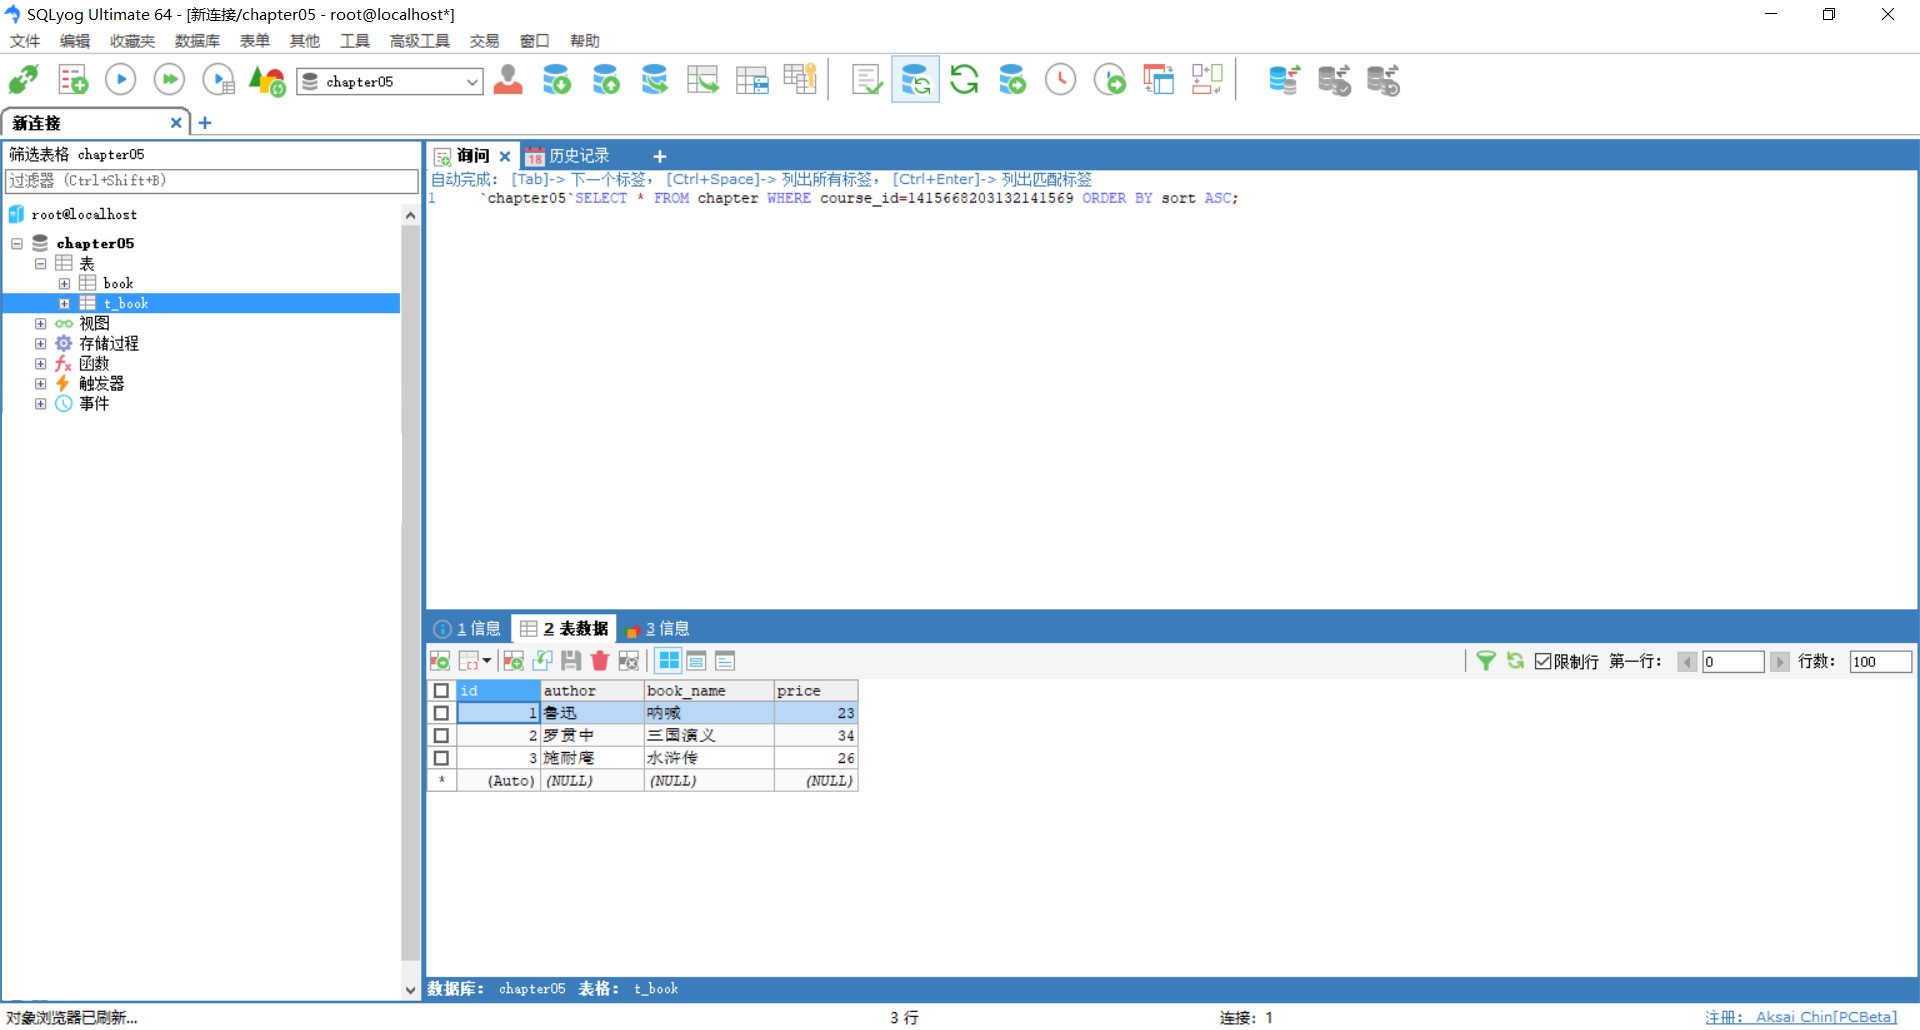 SQLyog Ultimate 64 - [新连接/chapter05 - root@localhost*]
文件 编辑 收藏夹 数据库 表单 其他 工具 高级工具 交易 窗口 帮助
chapter05
新连接
筛选表格 chapter05
过滤器 (Ctrl+Shift+B)
root@localhost
chapter05
表
book
t_book
视图
存储过程
函数
触发器
事件
询问 18 历史记录
自动完成: [Tab]-> 下一个标签, [Ctrl+Space]-> 列出所有标签, [Ctrl+Enter]-> 列出匹配标签
1 `chapter05`SELECT * FROM chapter WHERE course_id=1415668203132141569 ORDER BY sort ASC;
1 信息 2 表数据 3 信息
限制行 第一行: 0 行数: 100
id author book_name price
1 鲁迅 呐喊 23
2 罗贯中 三国演义 34
3 施耐庵 水浒传 26
* (Auto) (NULL) (NULL) (NULL)
数据库: chapter05 表格: t_book
对象浏览器已刷新... 3 行 连接: 1 注册: Aksai Chin[PCBeta]